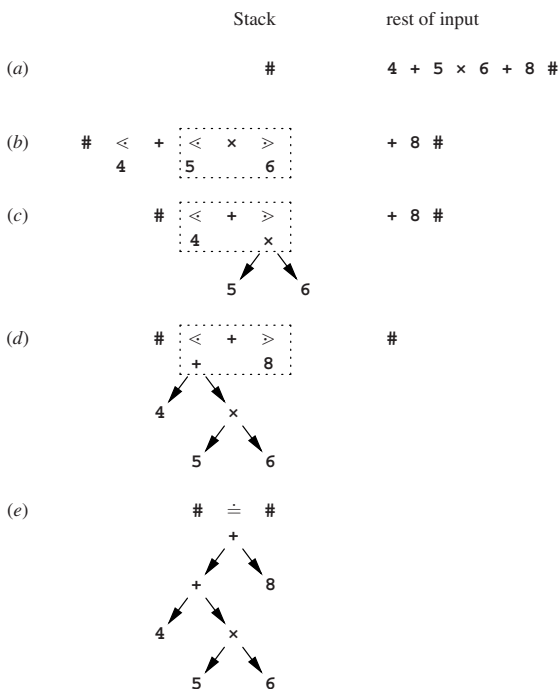 Stack rest of input
(a) # 4 + 5 × 6 + 8 #
(b) # ⋖ + ⋖ × ⋗ + 8 #
4 5 6
(c) # ⋖ + ⋗ + 8 #
4 ×
5 6
(d) # ⋖ + ⋗ #
+ 8
4 ×
5 6
(e) # ≐ #
+
+ 8
4 ×
5 6